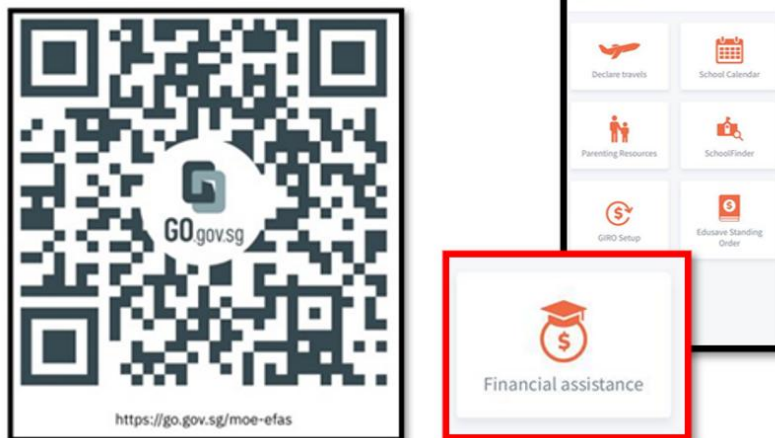 GO.gov.sg
https://go.gov.sg/moe-efas
Declare travels
School Calendar
Parenting Resources
SchoolFinder
GIRO Setup
Edusave Standing
Order
Financial assistance